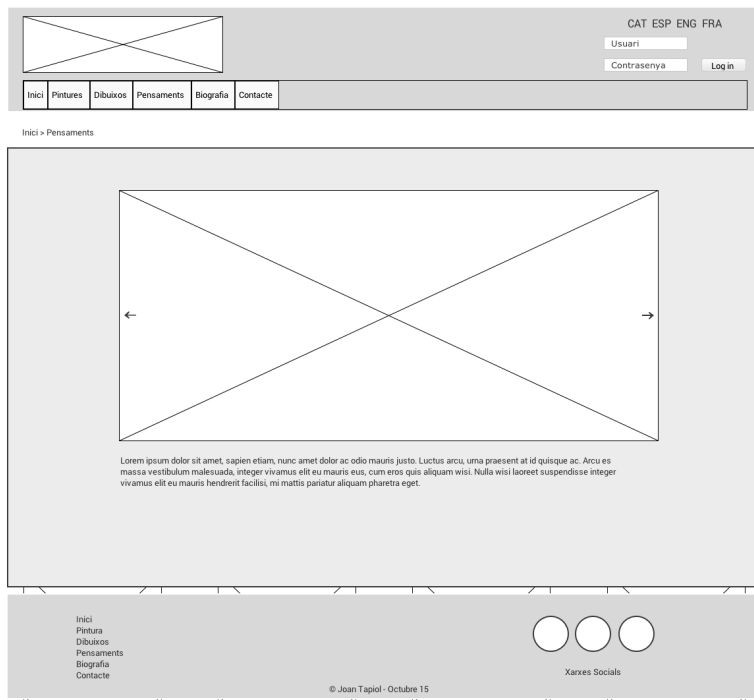 CAT ESP ENG FRA
Usuari
Contrasenya
Log in
Inici Pintures Dibuixos Pensaments Biografia Contacte
Inici > Pensaments
Lorem ipsum dolor sit amet, sapien etiam, nunc amet dolor ac odio mauris justo. Luctus arcu, urna praesent at id quisque ac. Arcu es
massa vestibulum malesuada, integer vivamus elit eu mauris eus, cum eros quis aliquam wisi. Nulla wisi laoreet suspendisse integer
vivamus elit eu mauris hendrerit facilisi, mi mattis pariatur aliquam pharetra eget.
Inici
Pintura
Dibuixos
Pensaments
Biografia
Contacte
Xarxes Socials
© Joan Tapiol - Octubre 15